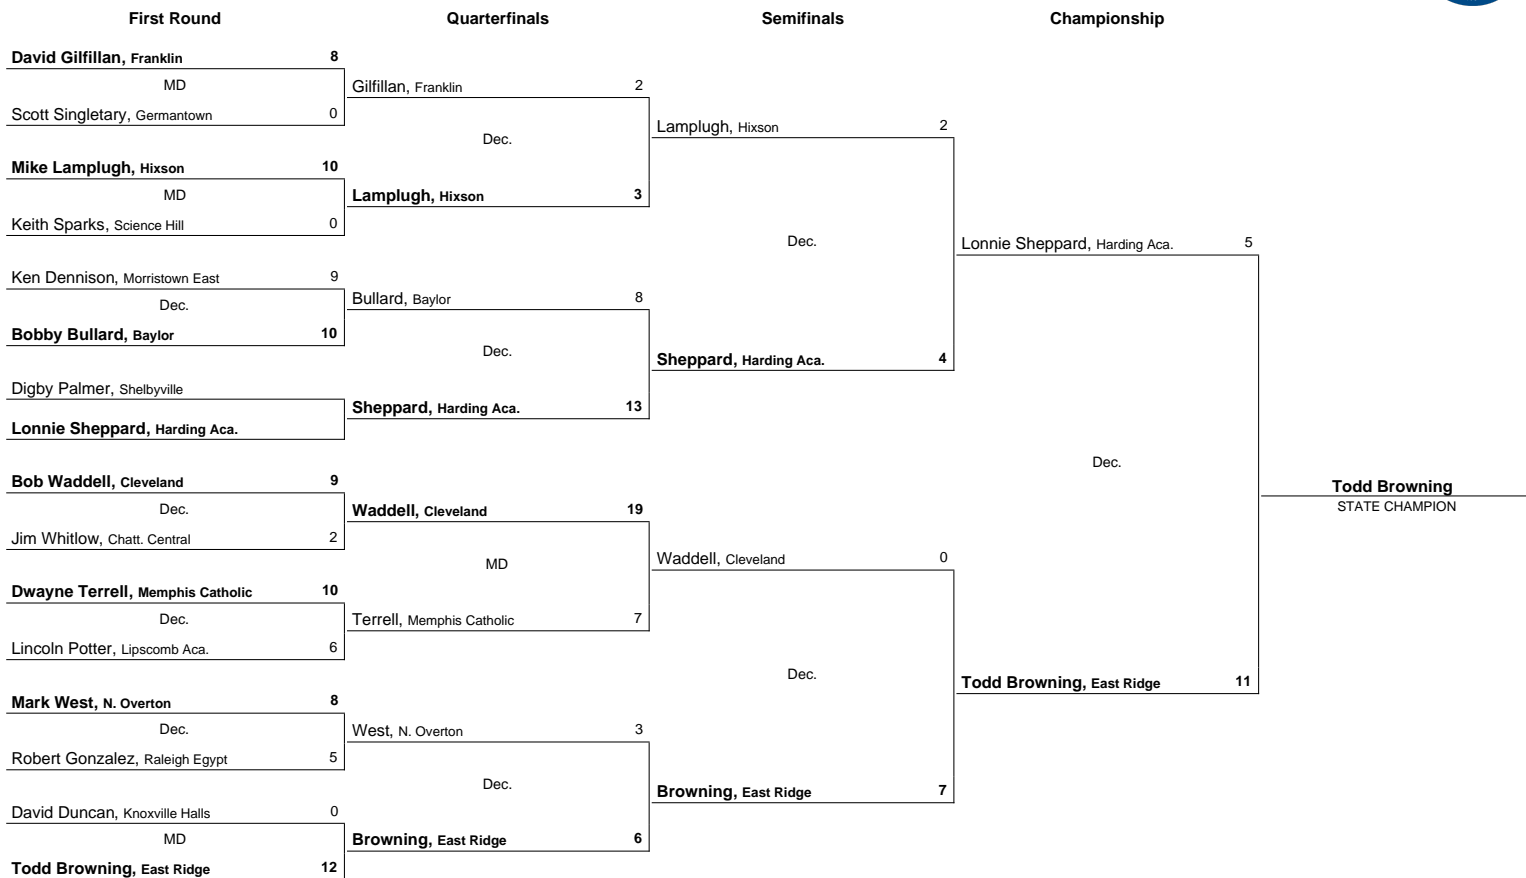 First Round
Quarterfinals
Semifinals
Championship
David Gilfillan, Franklin 8
MD
Scott Singletary, Germantown 0
Mike Lamplugh, Hixson 10
MD
Keith Sparks, Science Hill 0
Ken Dennison, Morristown East 9
Dec.
Bobby Bullard, Baylor 10
Digby Palmer, Shelbyville
Lonnie Sheppard, Harding Aca.
Bob Waddell, Cleveland 9
Dec.
Jim Whitlow, Chatt. Central 2
Dwayne Terrell, Memphis Catholic 10
Dec.
Lincoln Potter, Lipscomb Aca. 6
Mark West, N. Overton 8
Dec.
Robert Gonzalez, Raleigh Egypt 5
David Duncan, Knoxville Halls 0
MD
Todd Browning, East Ridge 12
Gilfillan, Franklin 2
Dec.
Lamplugh, Hixson 3
Bullard, Baylor 8
Dec.
Sheppard, Harding Aca. 13
Waddell, Cleveland 19
MD
Terrell, Memphis Catholic 7
West, N. Overton 3
Dec.
Browning, East Ridge 6
Lamplugh, Hixson 2
Dec.
Sheppard, Harding Aca. 4
Waddell, Cleveland 0
Dec.
Browning, East Ridge 7
Lonnie Sheppard, Harding Aca. 5
Dec.
Todd Browning, East Ridge 11
Todd Browning
STATE CHAMPION